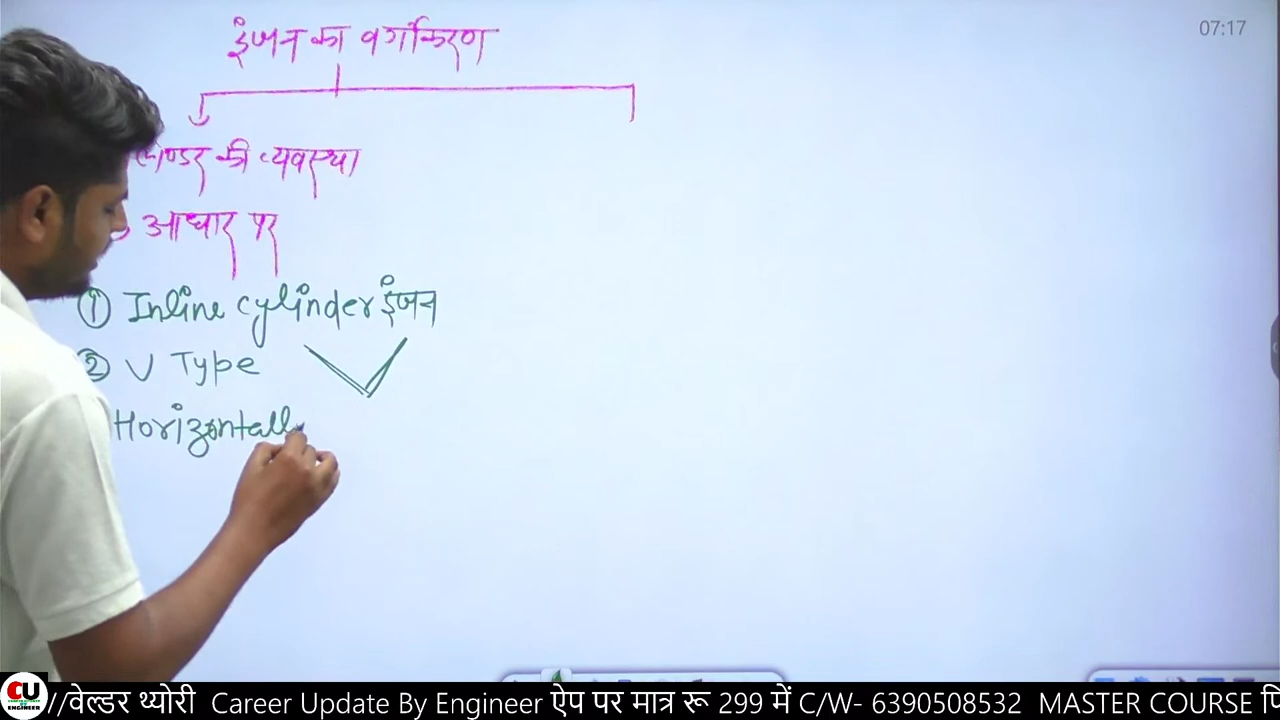 07:17
इंजन का वर्गीकरण
की व्यवस्था
आधार पर
① Inline cylinder इंजन
② V Type
Horizontall
CU
ENGINEER
//वेल्डर थ्योरी Career Update By Engineer ऐप पर मात्र रू 299 में C/W- 6390508532 MASTER COURSE